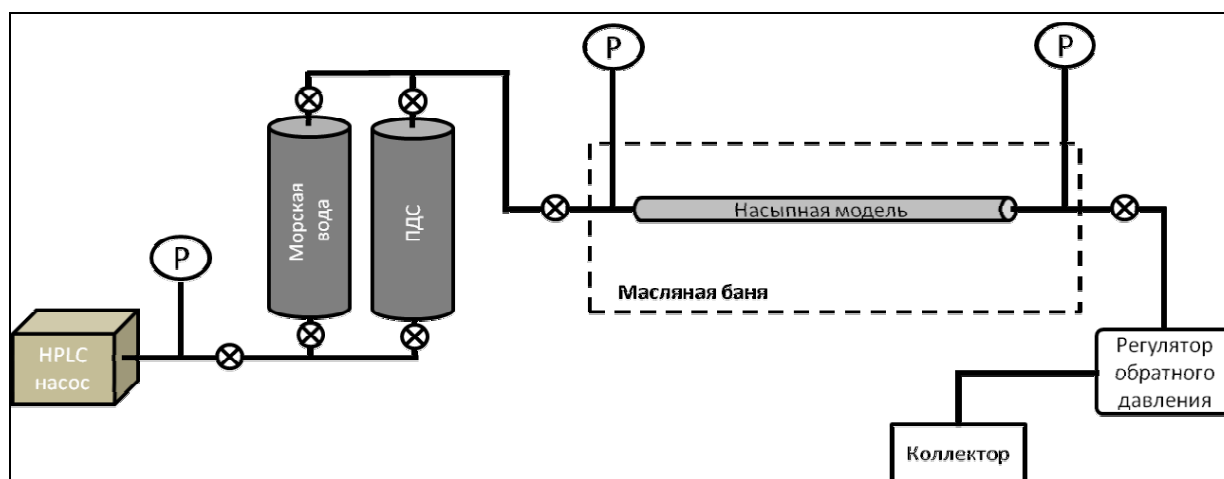 P
P
Морская
вода
ПДС
Насыпная модель
P
Масляная баня
HPLC
насос
Регулятор
обратного
давления
Коллектор